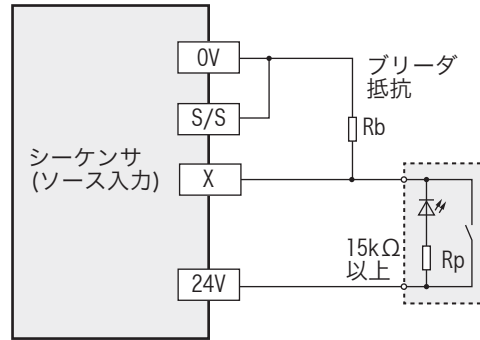 0V
ブリーダ
抵抗
S/S
Rb
シーケンサ
(ソース入力)
X
15kΩ
以上
Rp
24V